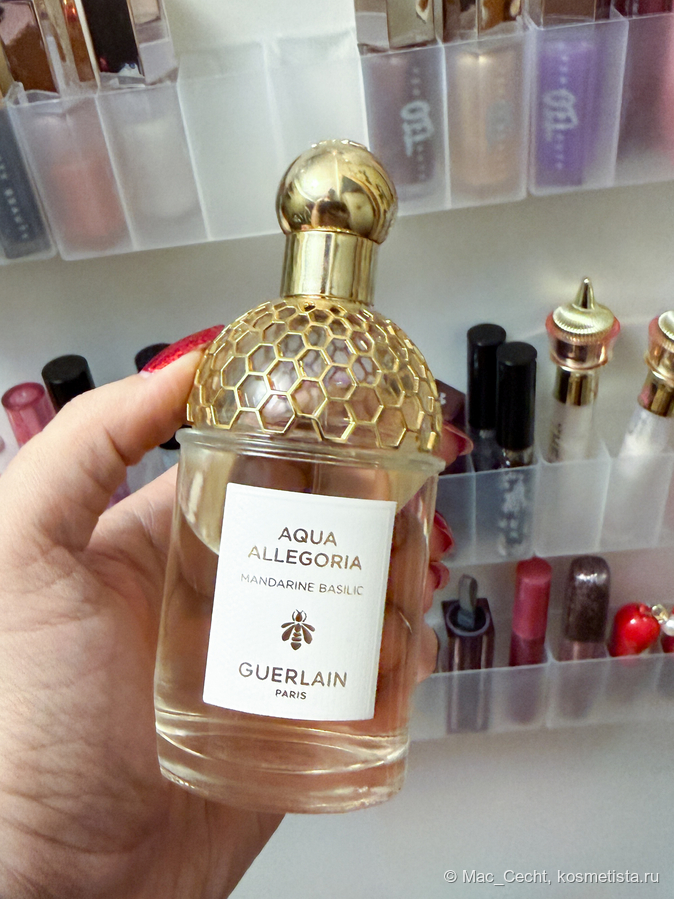 AQUA
ALLEGORIA
MANDARINE BASILIC
GUERLAIN
PARIS
© Mac_Cecht, kosmetista.ru